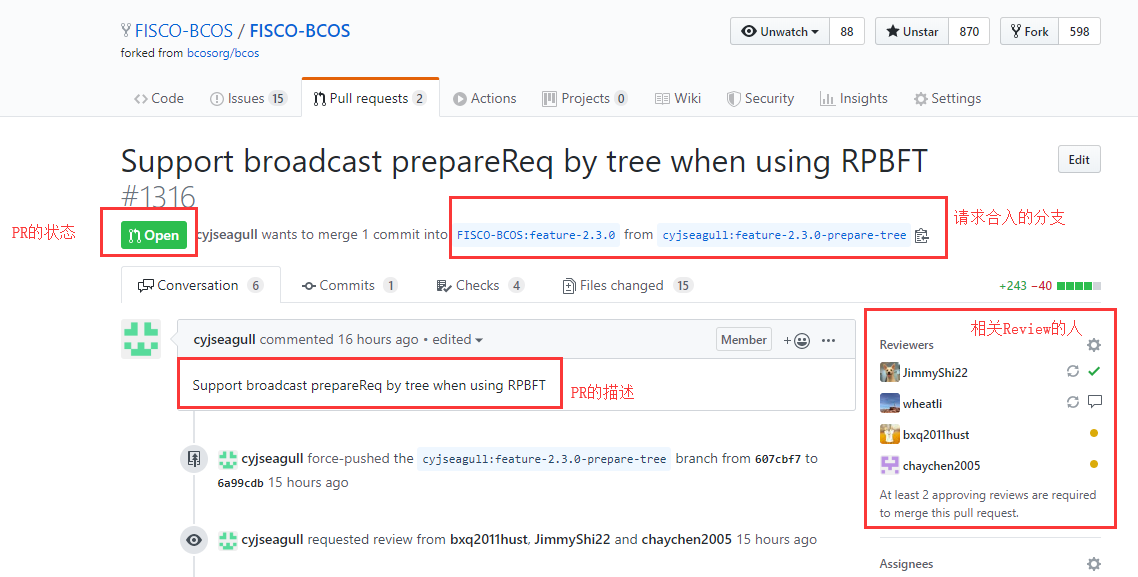 FISCO-BCOS / FISCO-BCOS
forked from bcosorg/bcos
Unwatch 88 Unstar 870 Fork 598
Code Issues 15 Pull requests 2 Actions Projects 0 Wiki Security Insights Settings
Support broadcast prepareReq by tree when using RPBFT
#1316
Edit
PR的状态
Open
cyjseagull wants to merge 1 commit into FISCO-BCOS:feature-2.3.0 from cyjseagull:feature-2.3.0-prepare-tree
请求合入的分支
Conversation 6 Commits 1 Checks 4 Files changed 15
+243 −40
cyjseagull commented 16 hours ago • edited
Member
Support broadcast prepareReq by tree when using RPBFT
PR的描述
cyjseagull force-pushed the cyjseagull:feature-2.3.0-prepare-tree branch from 607cbf7 to
6a99cdb 15 hours ago
cyjseagull requested review from bxq2011hust, JimmyShi22 and chaychen2005 15 hours ago
相关Review的人
Reviewers
JimmyShi22
wheatli
bxq2011hust
chaychen2005
At least 2 approving reviews are required
to merge this pull request.
Assignees